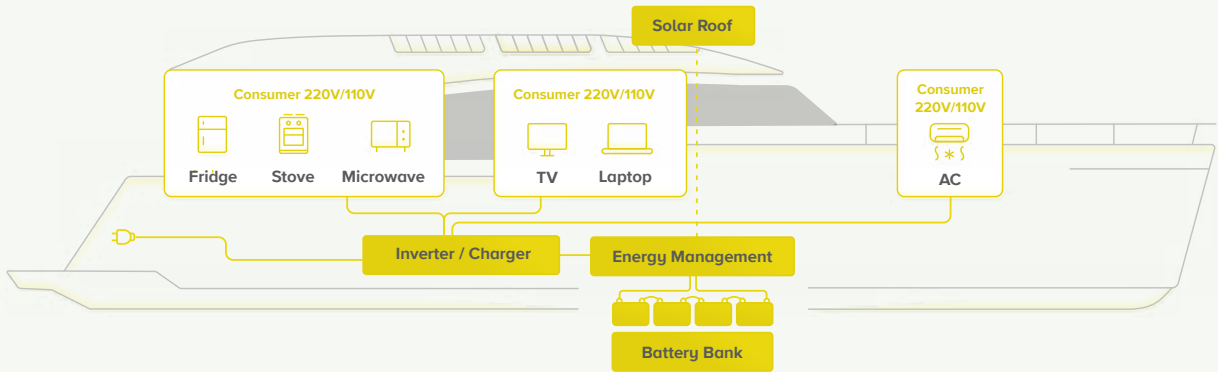 Solar Roof
Consumer 220V/110V
Fridge
Stove
Microwave
Consumer 220V/110V
TV
Laptop
Consumer
220V/110V
AC
Inverter / Charger
Energy Management
Battery Bank